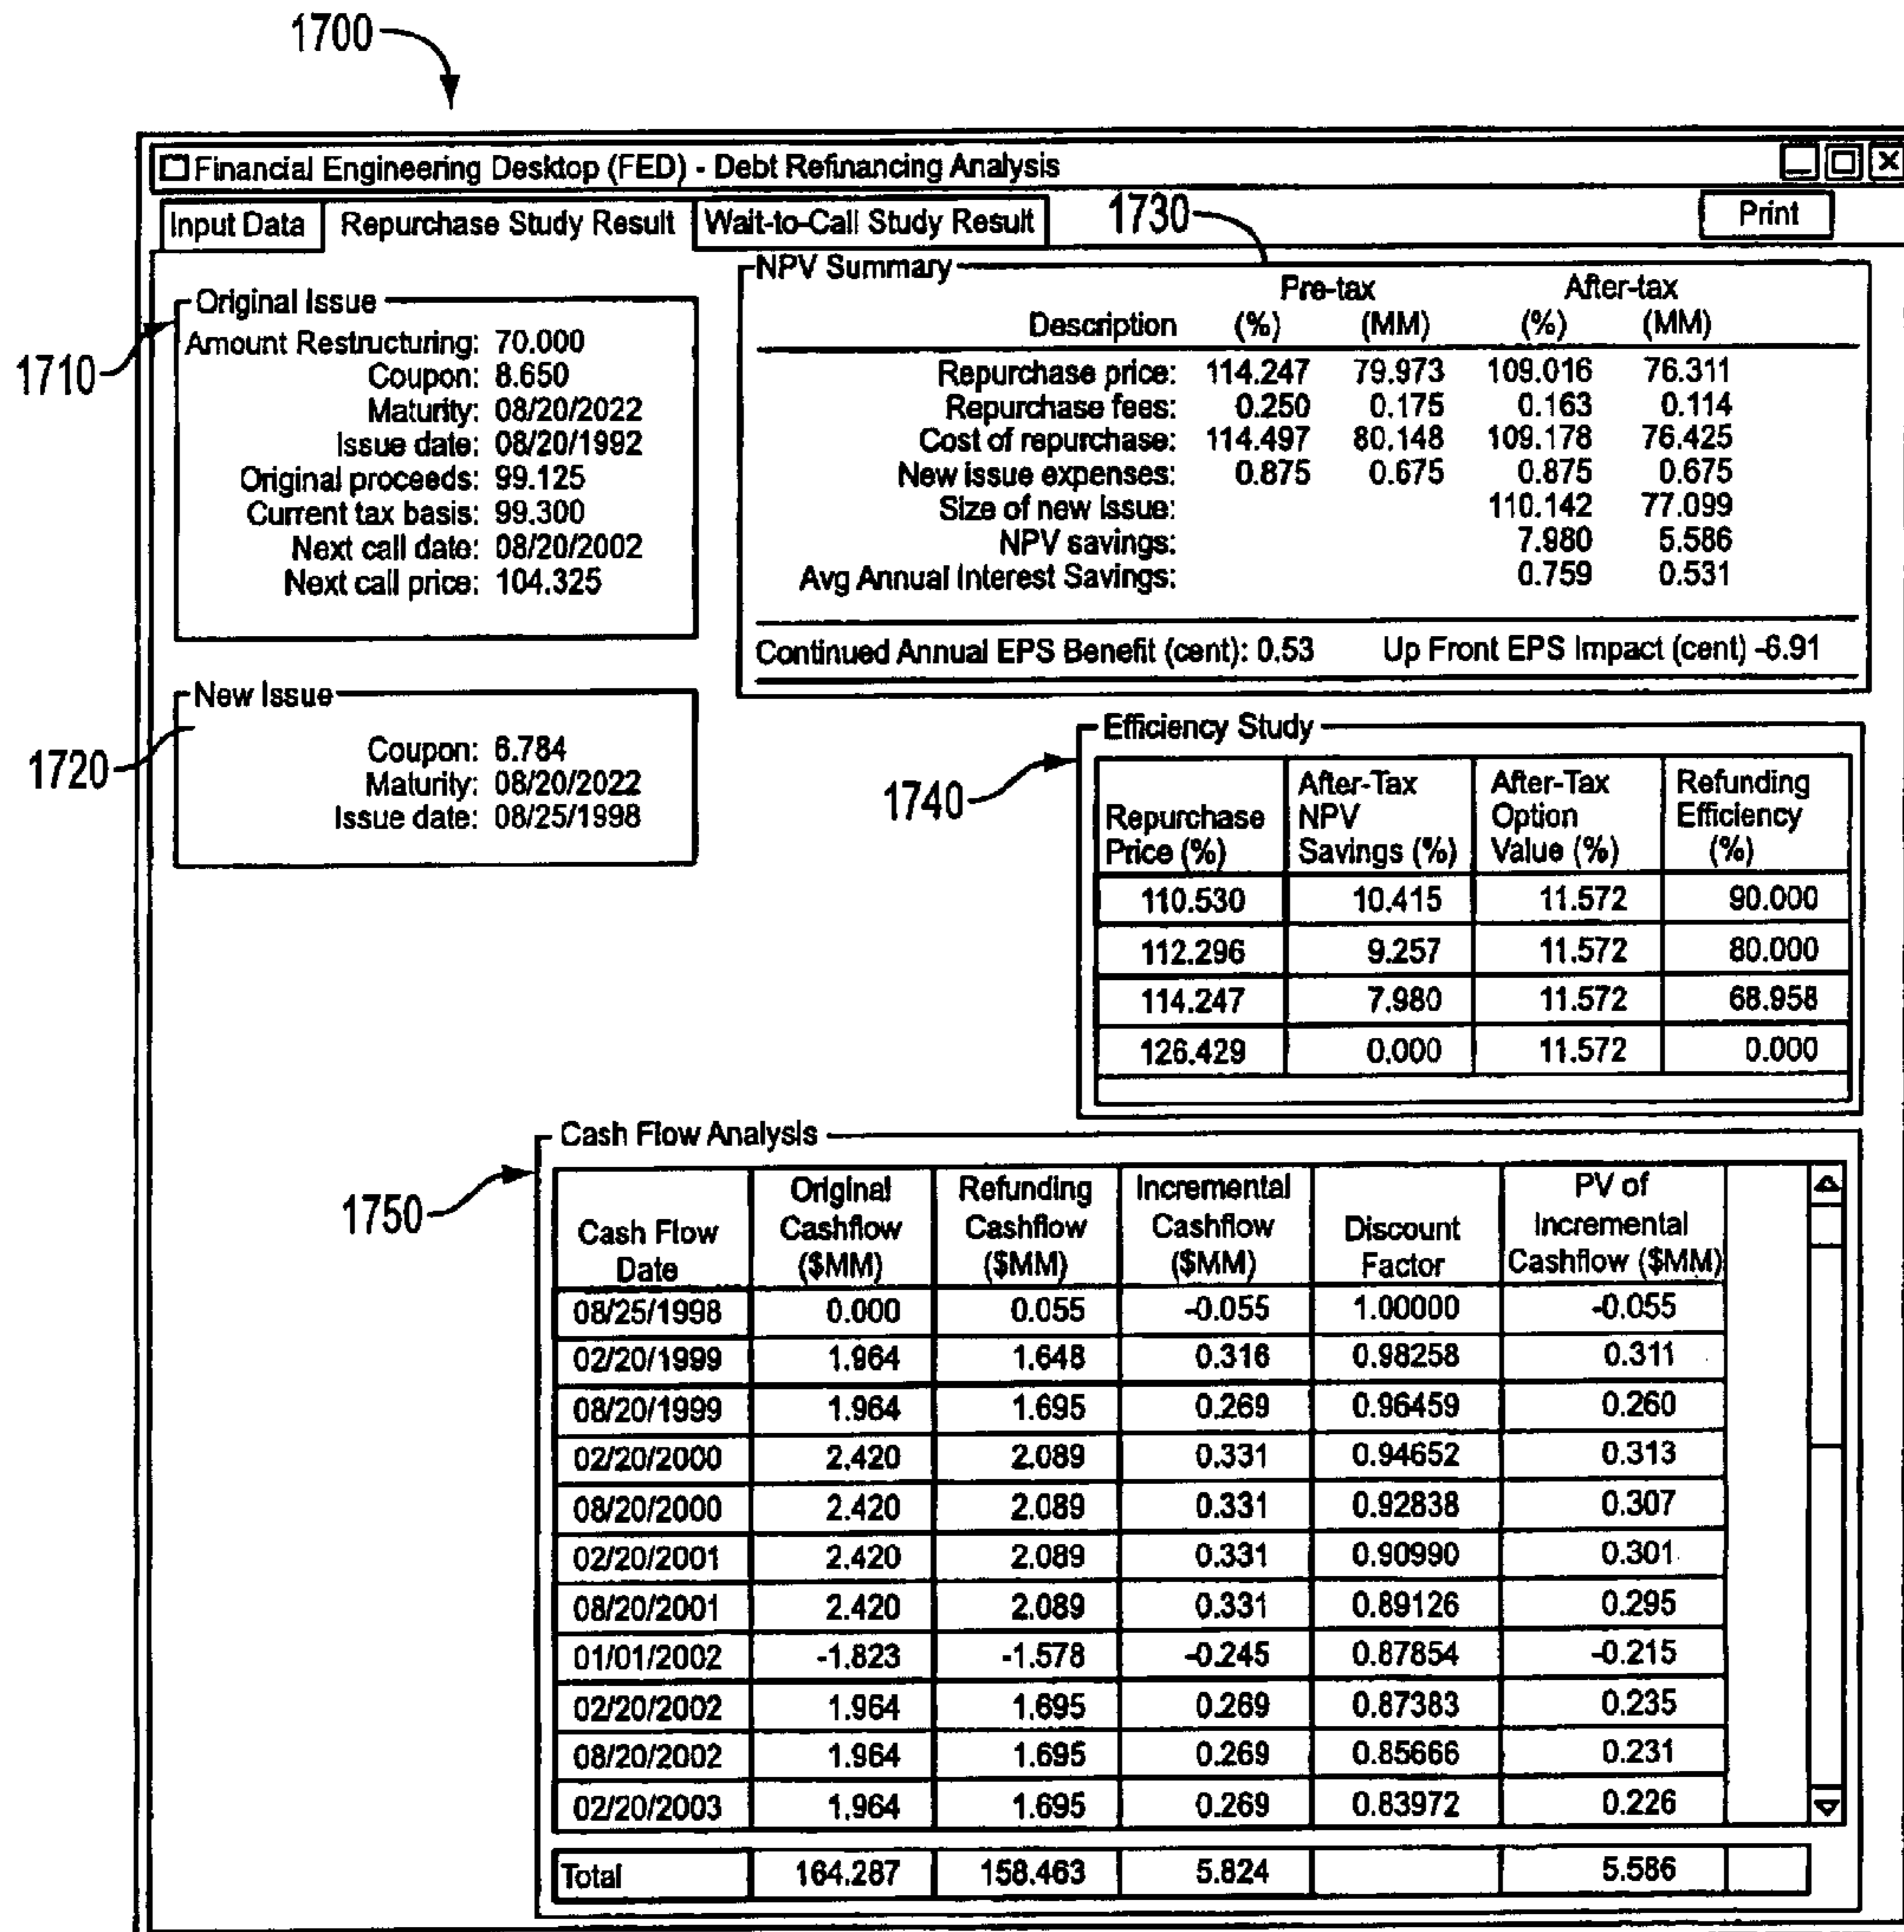 1700
Financial Engineering Desktop (FED) - Debt Refinancing Analysis
Input Data Repurchase Study Result Wait-to-Call Study Result Print
1710
Original Issue
Amount Restructuring: 70.000
Coupon: 8.650
Maturity: 08/20/2022
Issue date: 08/20/1992
Original proceeds: 99.125
Current tax basis: 99.300
Next call date: 08/20/2002
Next call price: 104.325
1720
New Issue
Coupon: 6.784
Maturity: 08/20/2022
Issue date: 08/25/1998
1730
NPV Summary
Pre-tax After-tax
Description (%) (MM) (%) (MM)
Repurchase price: 114.247 79.973 109.016 76.311
Repurchase fees: 0.250 0.175 0.163 0.114
Cost of repurchase: 114.497 80.148 109.178 76.425
New issue expenses: 0.875 0.675 0.875 0.675
Size of new issue: 110.142 77.099
NPV savings: 7.980 5.586
Avg Annual Interest Savings: 0.759 0.531
Continued Annual EPS Benefit (cent): 0.53 Up Front EPS Impact (cent) -6.91
1740
Efficiency Study
Repurchase Price (%) After-Tax NPV Savings (%) After-Tax Option Value (%) Refunding Efficiency (%)
110.530 10.415 11.572 90.000
112.296 9.257 11.572 80.000
114.247 7.980 11.572 68.958
126.429 0.000 11.572 0.000
1750
Cash Flow Analysis
Cash Flow Date Original Cashflow ($MM) Refunding Cashflow ($MM) Incremental Cashflow ($MM) Discount Factor PV of Incremental Cashflow ($MM)
08/25/1998 0.000 0.055 -0.055 1.00000 -0.055
02/20/1999 1.964 1.648 0.316 0.98258 0.311
08/20/1999 1.964 1.695 0.269 0.96459 0.260
02/20/2000 2.420 2.089 0.331 0.94652 0.313
08/20/2000 2.420 2.089 0.331 0.92838 0.307
02/20/2001 2.420 2.089 0.331 0.90990 0.301
08/20/2001 2.420 2.089 0.331 0.89126 0.295
01/01/2002 -1.823 -1.578 -0.245 0.87854 -0.215
02/20/2002 1.964 1.695 0.269 0.87383 0.235
08/20/2002 1.964 1.695 0.269 0.85666 0.231
02/20/2003 1.964 1.695 0.269 0.83972 0.226
Total 164.287 158.463 5.824 5.586